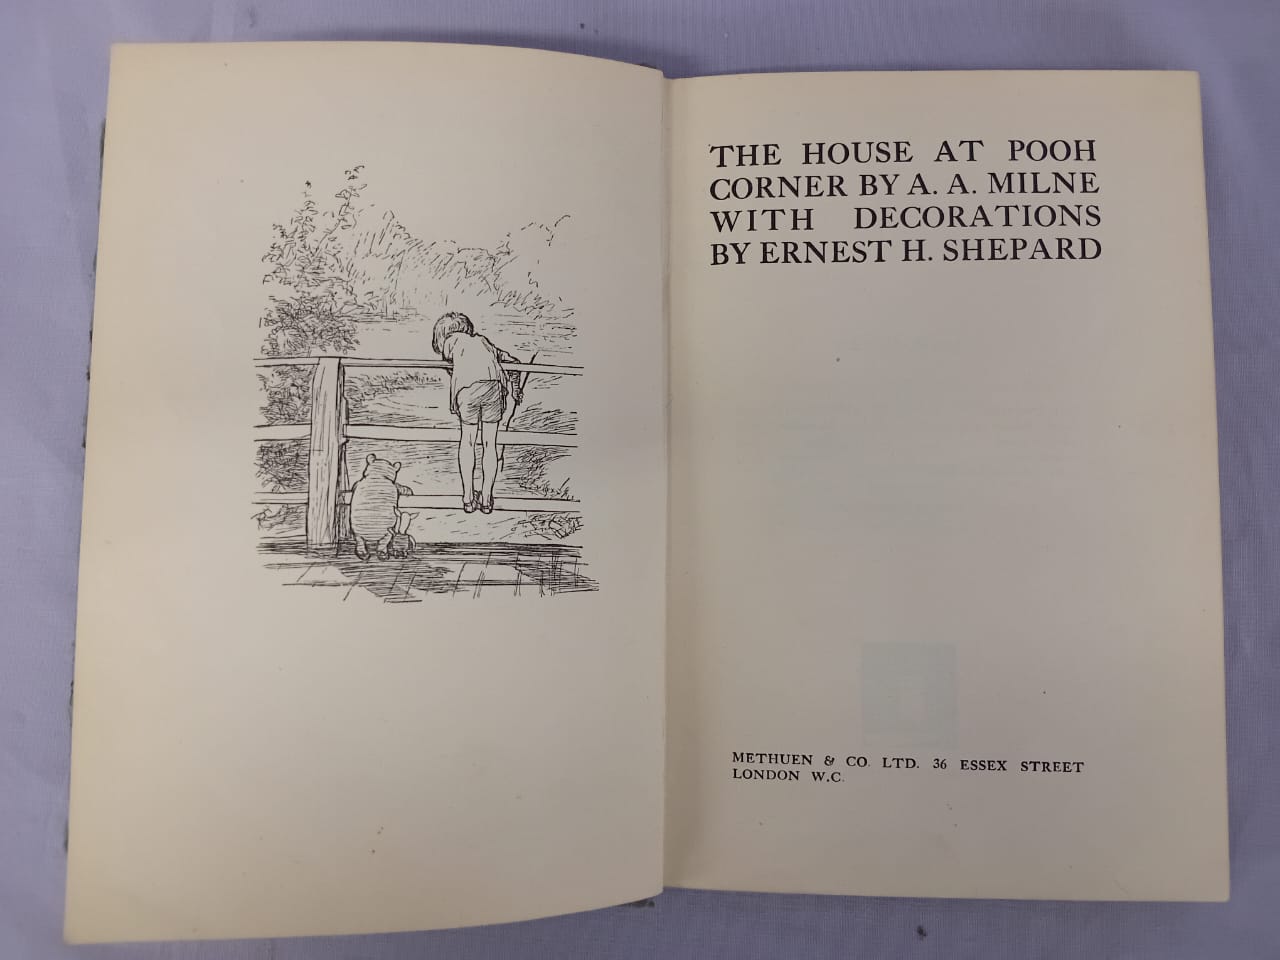 THE HOUSE AT POOH
CORNER BY A. A. MILNE
WITH DECORATIONS
BY ERNEST H. SHEPARD
METHUEN & CO. LTD. 36 ESSEX STREET
LONDON W.C.